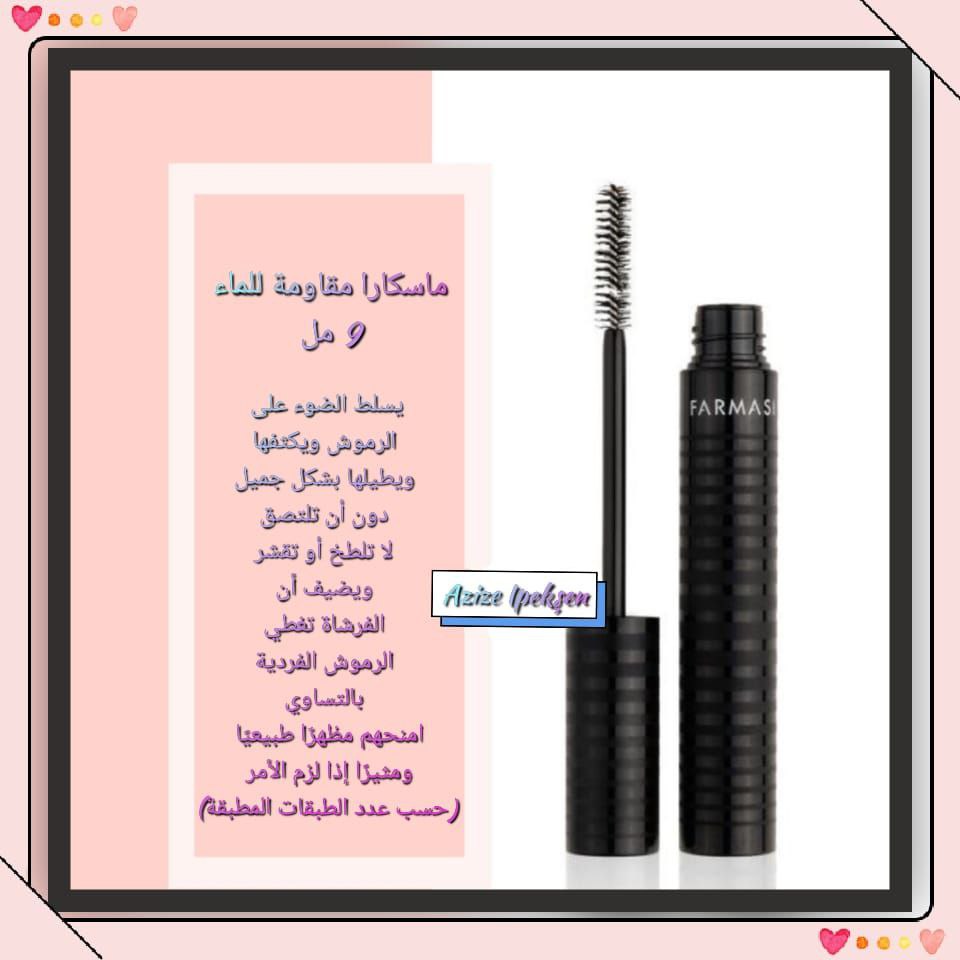 ماسكارا مقاومة للماء
9 مل
يسلط الضوء على
الرموش ويكثفها
ويطيلها بشكل جميل
دون أن تلتصق
لا تلطخ أو تقشر
ويضيف أن
الفرشاة تغطي
الرموش الفردية
بالتساوي
امنحهم مظهرًا طبيعيًا
ومثيرًا إذا لزم الأمر
(حسب عدد الطبقات المطبقة)
Azize Ipekşen
FARMASI